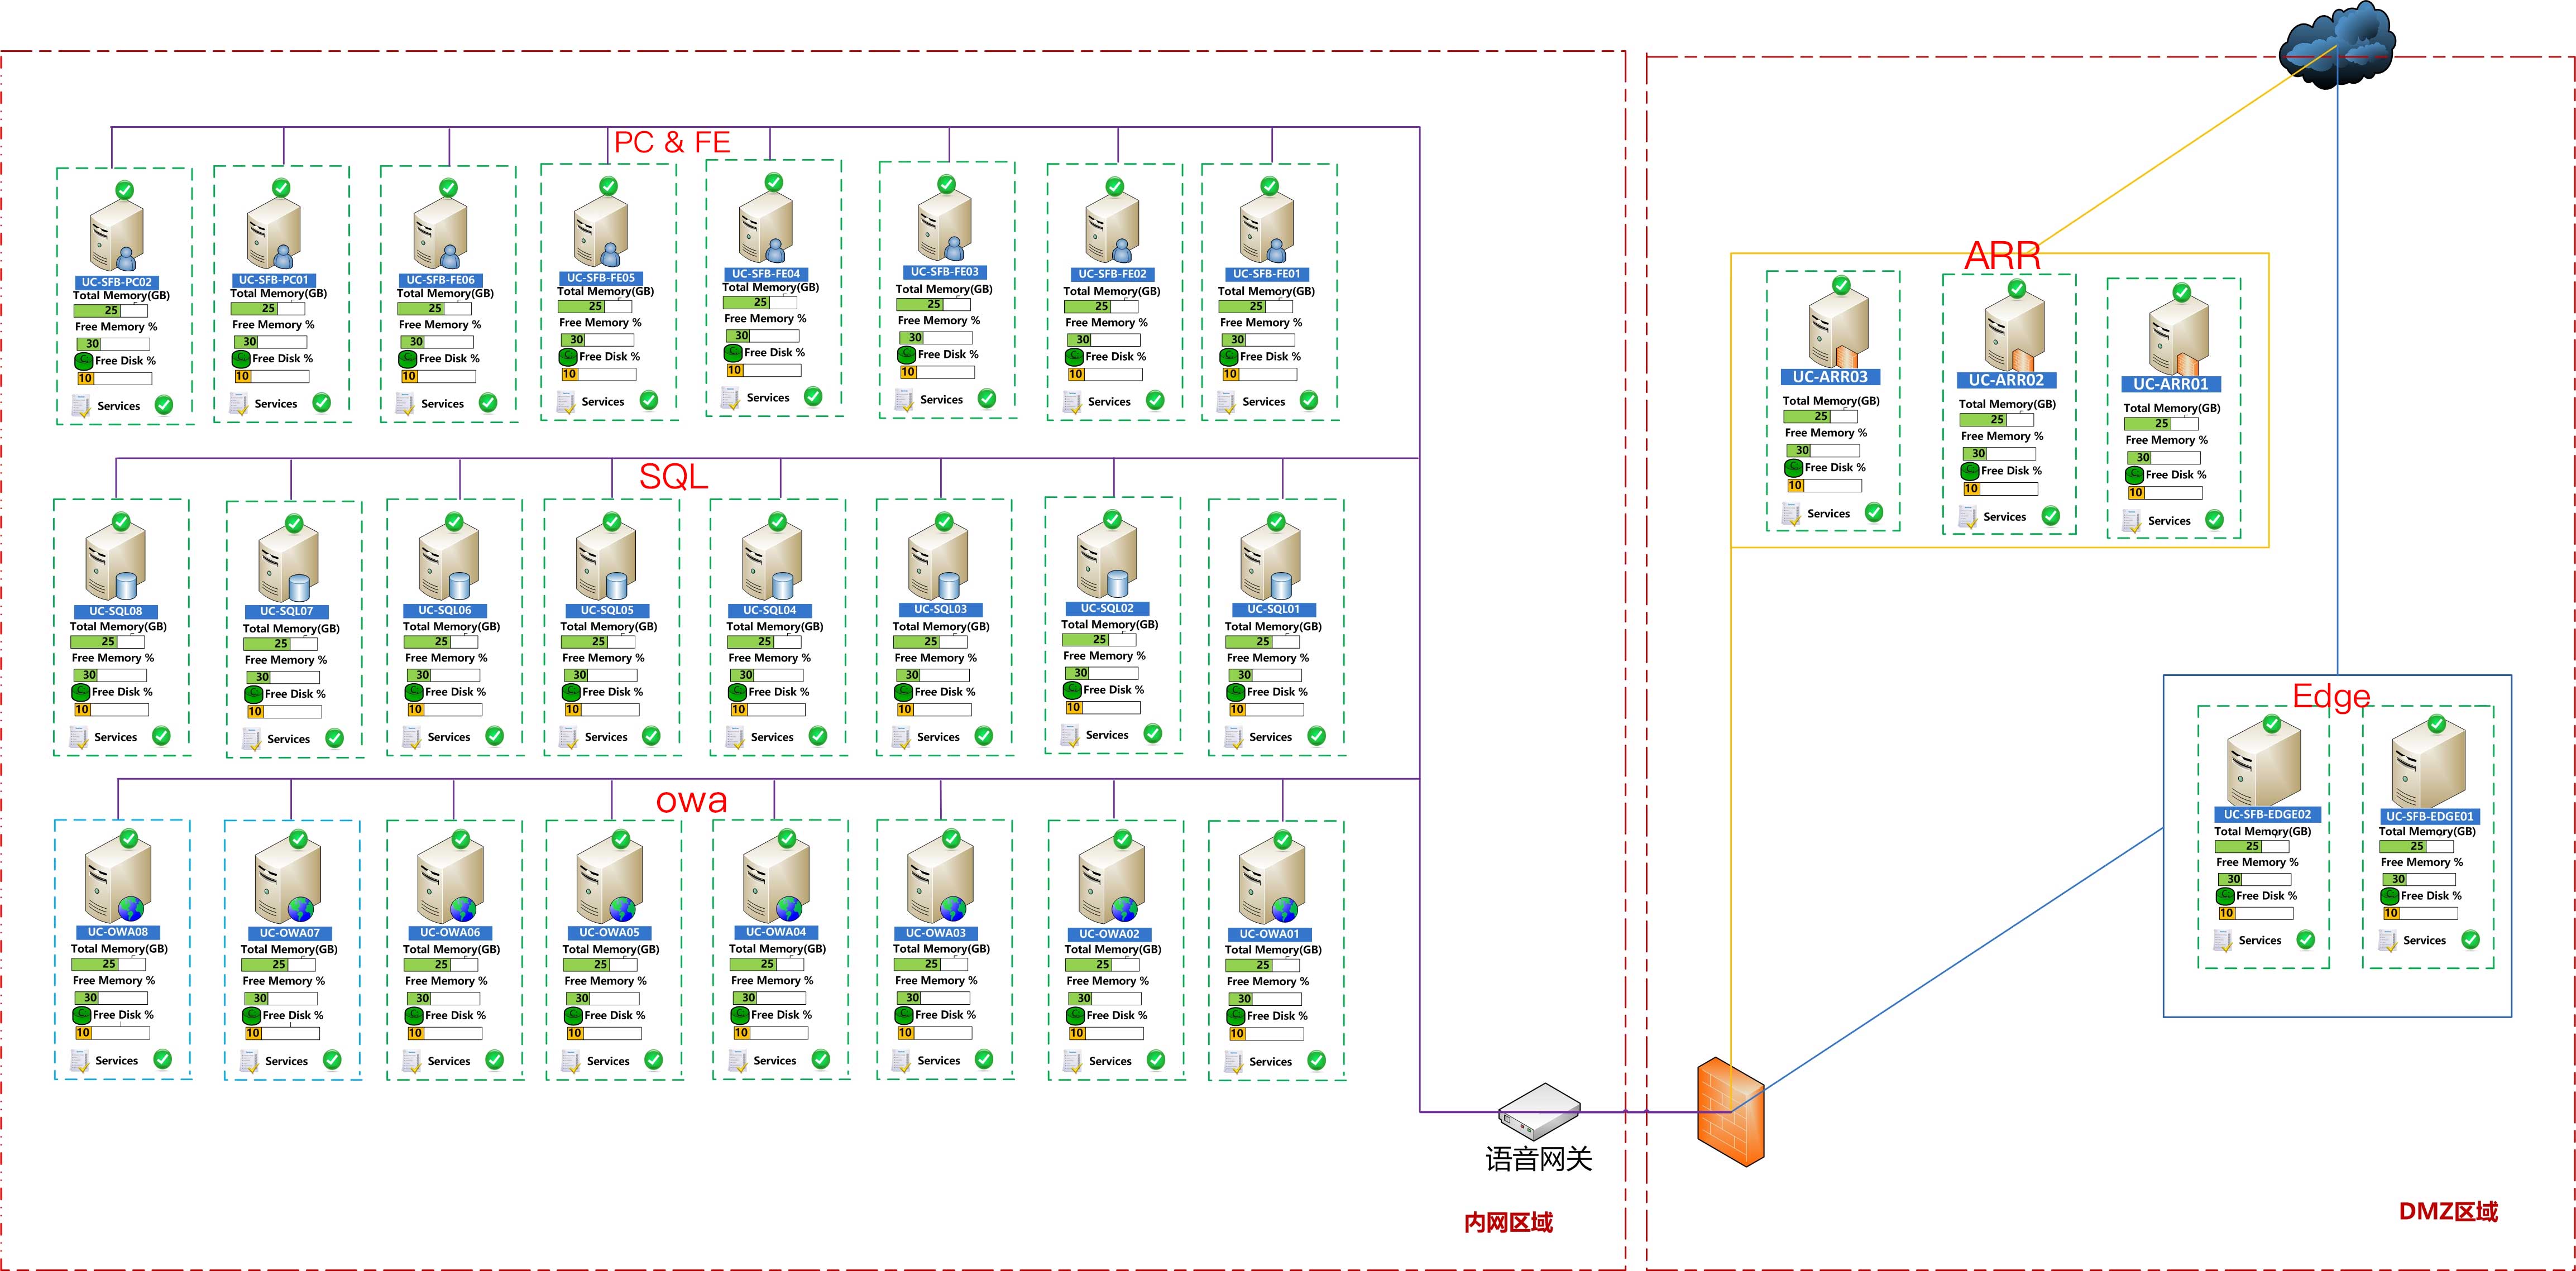 PC & FE
UC-SFB-PC02
Total Memory(GB)
25
Free Memory %
30
Free Disk %
10
Services
UC-SFB-PC01
Total Memory(GB)
25
Free Memory %
30
Free Disk %
10
Services
UC-SFB-FE06
Total Memory(GB)
25
Free Memory %
30
Free Disk %
10
Services
UC-SFB-FE05
Total Memory(GB)
25
Free Memory %
30
Free Disk %
10
Services
UC-SFB-FE04
Total Memory(GB)
25
Free Memory %
30
Free Disk %
10
Services
UC-SFB-FE03
Total Memory(GB)
25
Free Memory %
30
Free Disk %
10
Services
UC-SFB-FE02
Total Memory(GB)
25
Free Memory %
30
Free Disk %
10
Services
UC-SFB-FE01
Total Memory(GB)
25
Free Memory %
30
Free Disk %
10
Services
SQL
UC-SQL08
Total Memory(GB)
25
Free Memory %
30
Free Disk %
10
Services
UC-SQL07
Total Memory(GB)
25
Free Memory %
30
Free Disk %
10
Services
UC-SQL06
Total Memory(GB)
25
Free Memory %
30
Free Disk %
10
Services
UC-SQL05
Total Memory(GB)
25
Free Memory %
30
Free Disk %
10
Services
UC-SQL04
Total Memory(GB)
25
Free Memory %
30
Free Disk %
10
Services
UC-SQL03
Total Memory(GB)
25
Free Memory %
30
Free Disk %
10
Services
UC-SQL02
Total Memory(GB)
25
Free Memory %
30
Free Disk %
10
Services
UC-SQL01
Total Memory(GB)
25
Free Memory %
30
Free Disk %
10
Services
owa
UC-OWA08
Total Memory(GB)
25
Free Memory %
30
Free Disk %
10
Services
UC-OWA07
Total Memory(GB)
25
Free Memory %
30
Free Disk %
10
Services
UC-OWA06
Total Memory(GB)
25
Free Memory %
30
Free Disk %
10
Services
UC-OWA05
Total Memory(GB)
25
Free Memory %
30
Free Disk %
10
Services
UC-OWA04
Total Memory(GB)
25
Free Memory %
30
Free Disk %
10
Services
UC-OWA03
Total Memory(GB)
25
Free Memory %
30
Free Disk %
10
Services
UC-OWA02
Total Memory(GB)
25
Free Memory %
30
Free Disk %
10
Services
UC-OWA01
Total Memory(GB)
25
Free Memory %
30
Free Disk %
10
Services
语音网关
内网区域
ARR
UC-ARR03
Total Memory(GB)
25
Free Memory %
30
Free Disk %
10
Services
UC-ARR02
Total Memory(GB)
25
Free Memory %
30
Free Disk %
10
Services
UC-ARR01
Total Memory(GB)
25
Free Memory %
30
Free Disk %
10
Services
Edge
UC-SFB-EDGE02
Total Memory(GB)
25
Free Memory %
30
Free Disk %
10
Services
UC-SFB-EDGE01
Total Memory(GB)
25
Free Memory %
30
Free Disk %
10
Services
DMZ区域